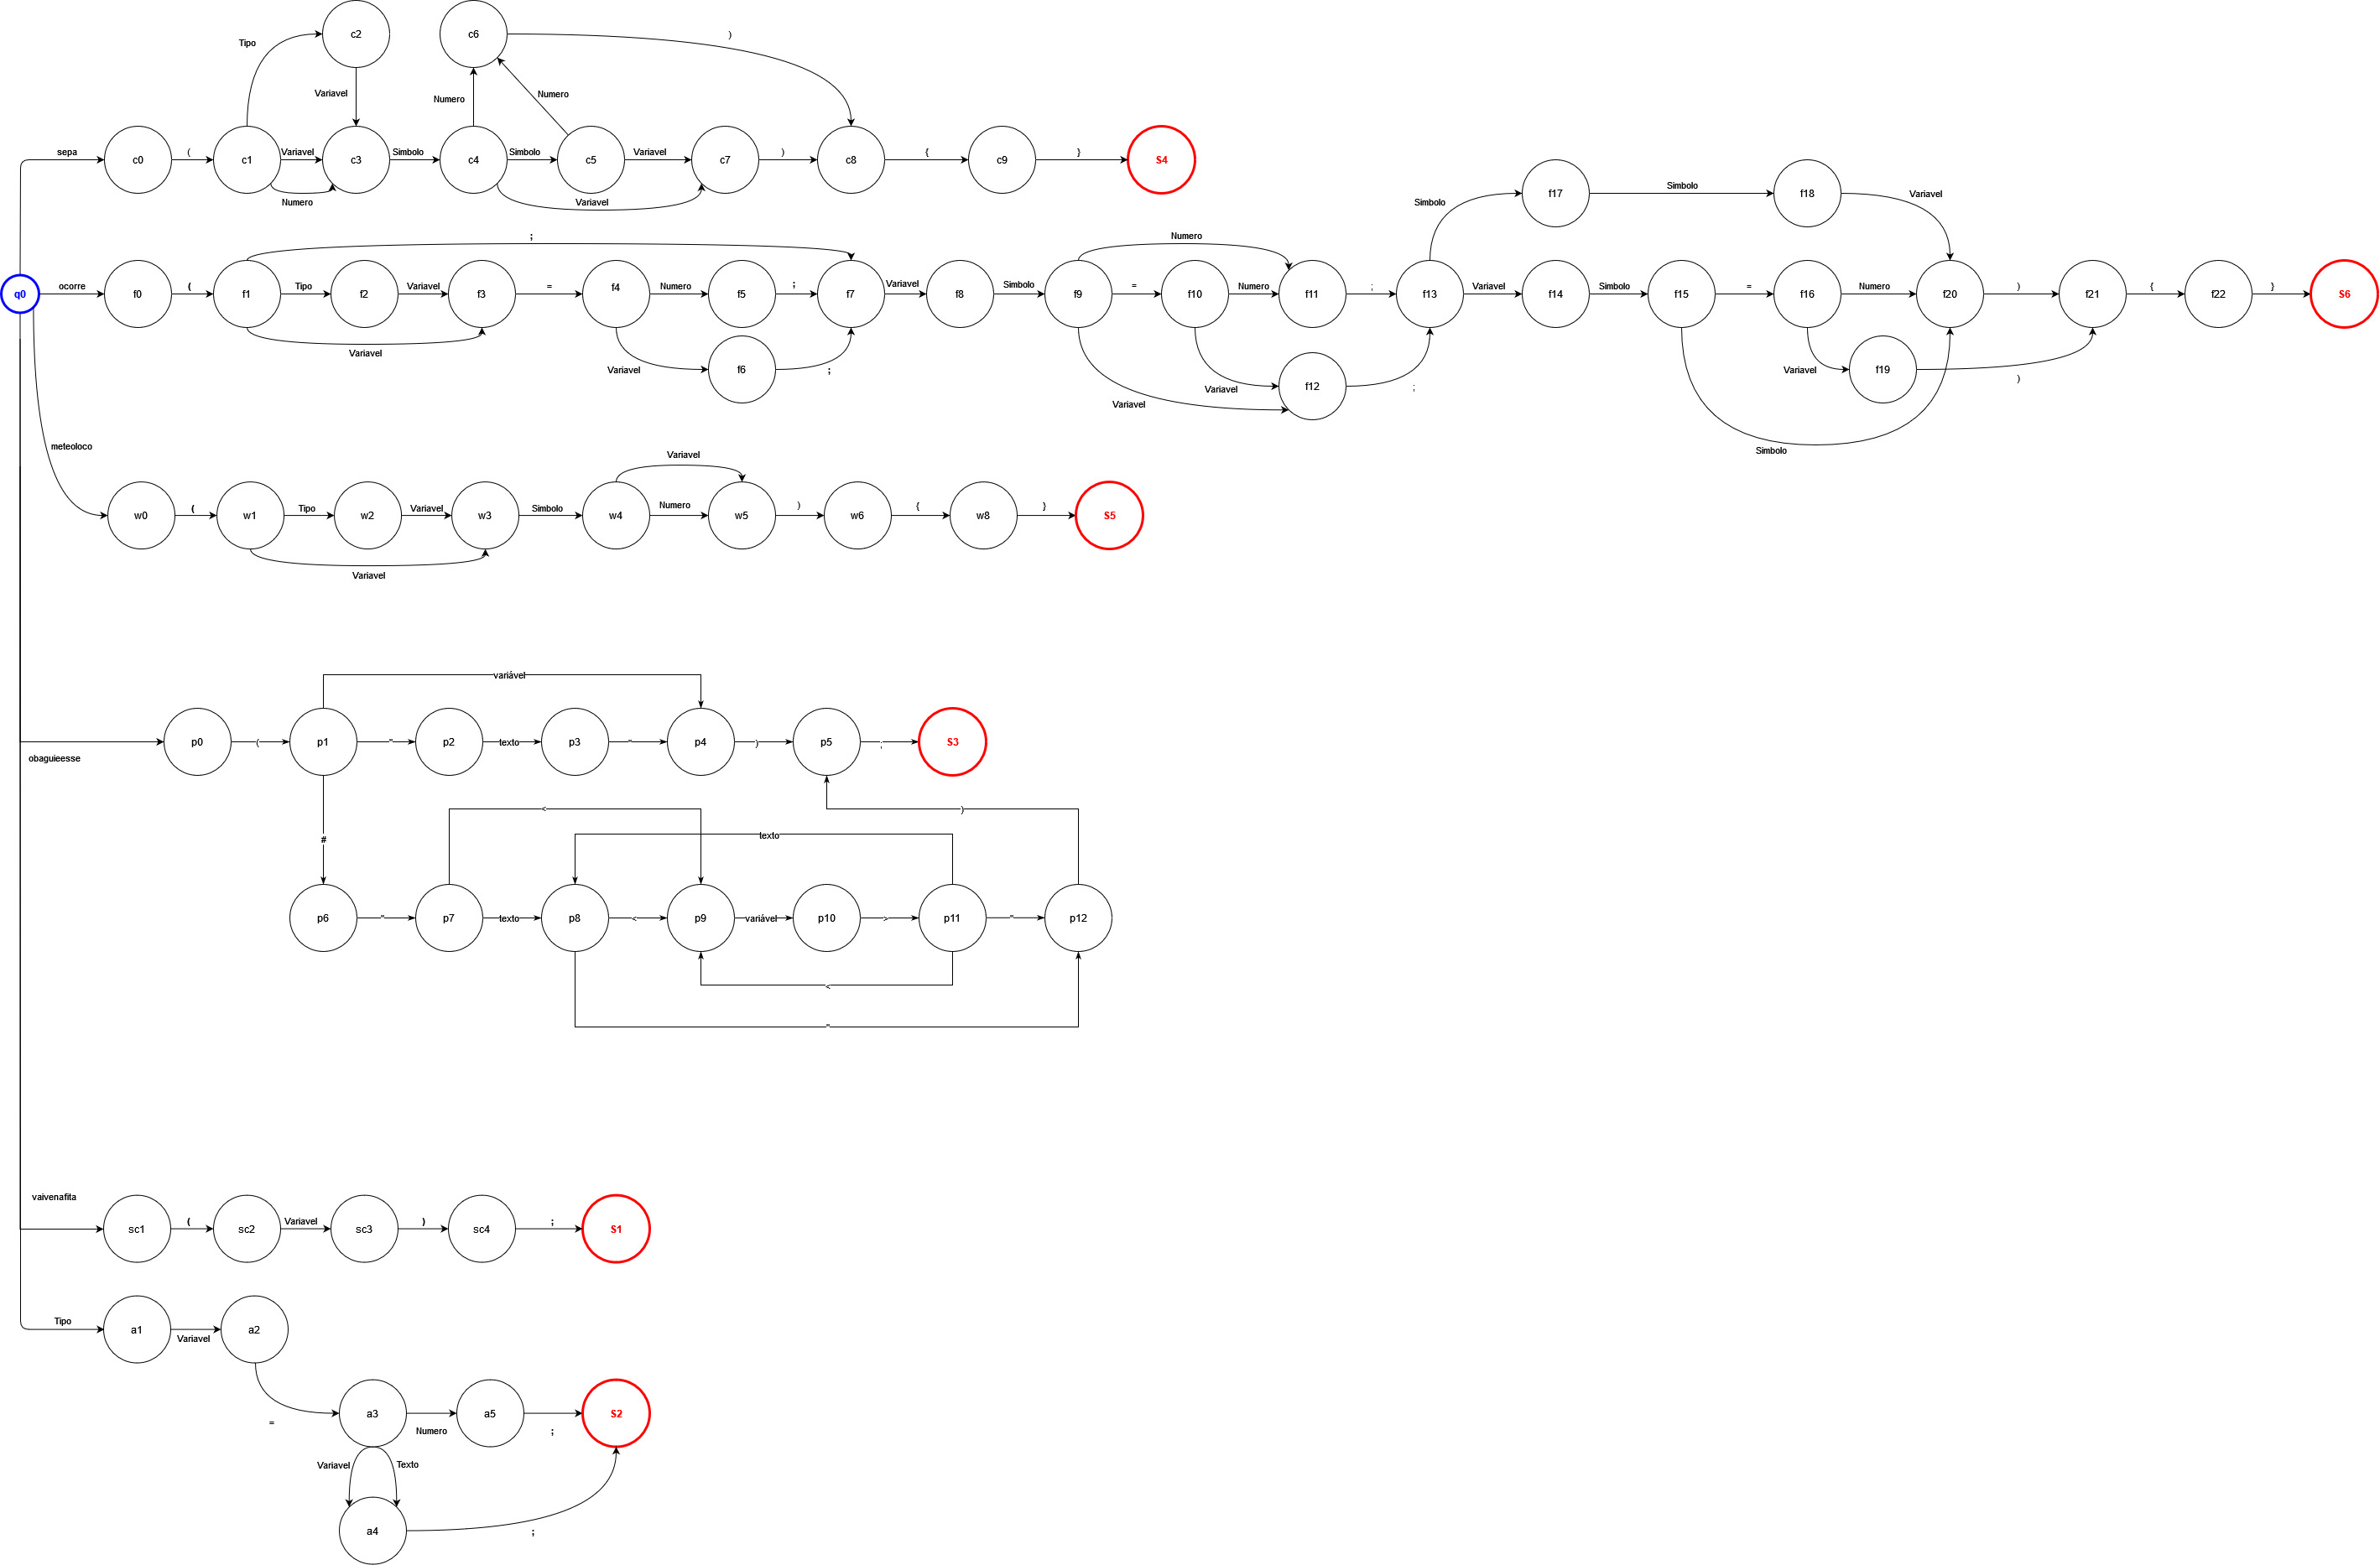 c2
c6
)
Tipo
Variavel
Numero
Numero
sepa
c0
(
c1
Variavel
c3
Simbolo
c4
Simbolo
c5
Variavel
c7
)
c8
{
c9
}
S4
Numero
Variavel
f17
Simbolo
f18
Variavel
Simbolo
;
Numero
q0
ocorre
f0
(
f1
Tipo
f2
Variavel
f3
=
f4
Numero
f5
;
f7
Variavel
f8
Simbolo
f9
=
f10
Numero
f11
;
f13
Variavel
f14
Simbolo
f15
=
f16
Numero
f20
)
f21
{
f22
}
S6
Variavel
Variavel
f6
;
Variavel
Variavel
f12
;
Variavel
f19
)
Simbolo
meteoloco
Variavel
w0
(
w1
Tipo
w2
Variavel
w3
Simbolo
w4
Numero
w5
)
w6
{
w8
}
S5
Variavel
variável
p0
(
p1
"
p2
texto
p3
"
p4
)
p5
;
S3
obaguieesse
<
)
#
texto
p6
"
p7
texto
p8
<
p9
variável
p10
>
p11
"
p12
<
"
vaivenafita
sc1
(
sc2
Variavel
sc3
)
sc4
;
S1
Tipo
a1
Variavel
a2
=
a3
Numero
a5
;
S2
Variavel
Texto
a4
;